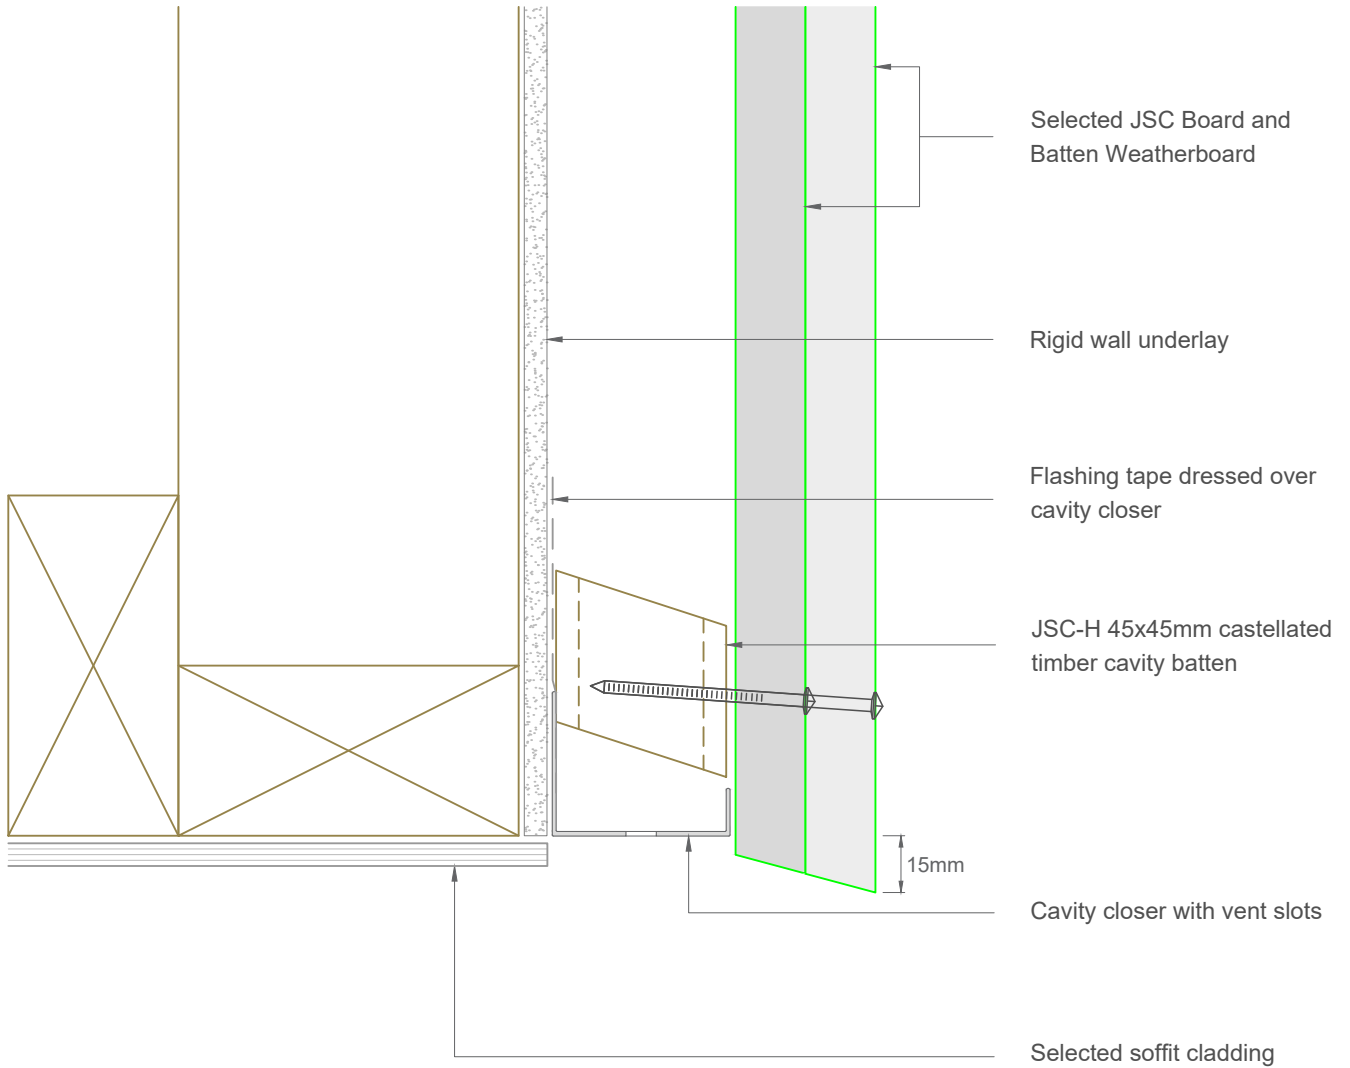 Selected JSC Board and
Batten Weatherboard
Rigid wall underlay
Flashing tape dressed over
cavity closer
JSC-H 45x45mm castellated
timber cavity batten
15mm
Cavity closer with vent slots
Selected soffit cladding